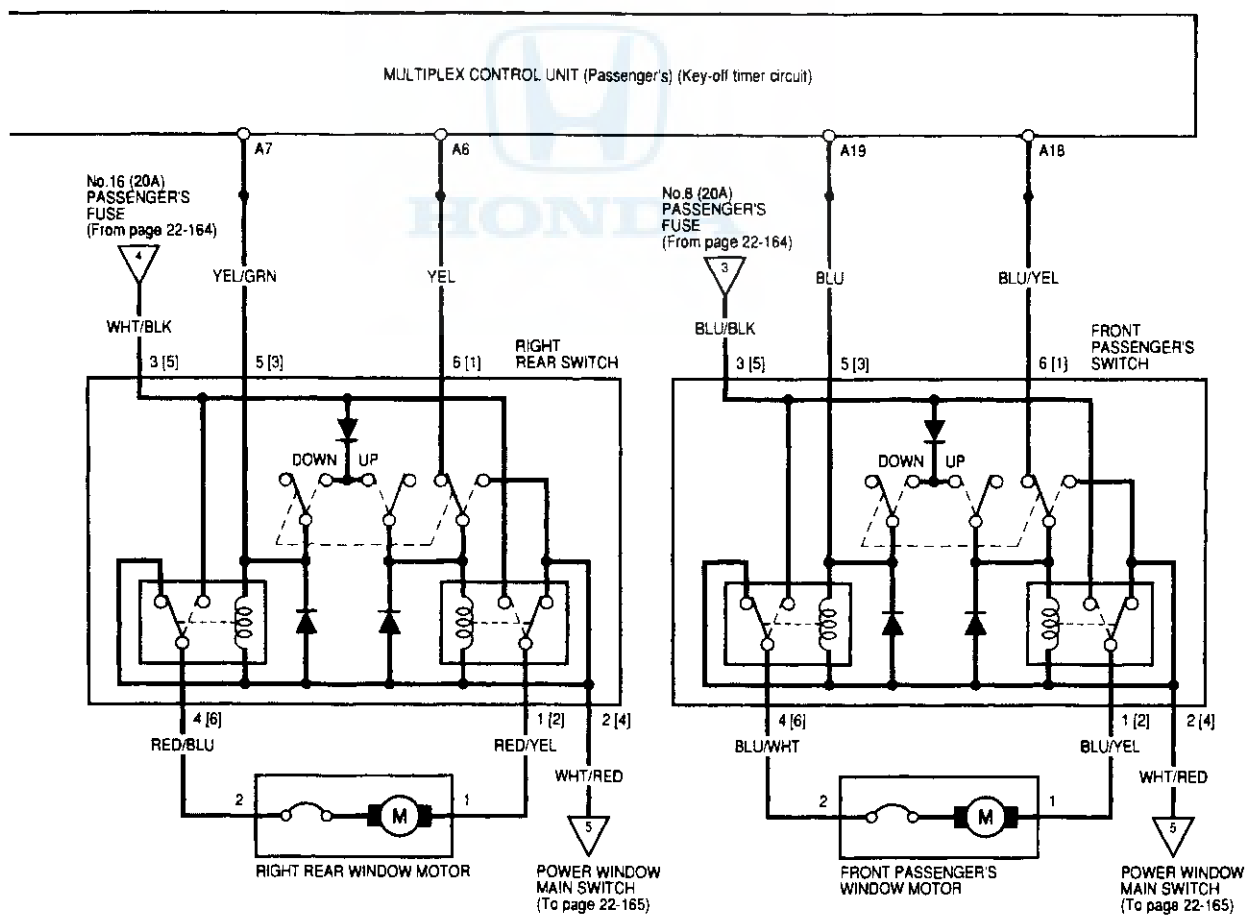 MULTIPLEX CONTROL UNIT (Passenger's) (Key-off timer circuit)
A7
A6
A19
A18
No.16 (20A)
PASSENGER'S
FUSE
(From page 22-164)
4
No.8 (20A)
PASSENGER'S
FUSE
(From page 22-164)
3
HONDA
YEL/GRN
YEL
BLU
BLU/YEL
WHT/BLK
BLU/BLK
RIGHT
REAR SWITCH
FRONT
PASSENGER'S
SWITCH
3 [5]
5 [3]
6 [1]
3 [5]
5 [3]
6 [1]
DOWN
UP
DOWN
UP
4 [6]
1 [2]
2 [4]
4 [6]
1 [2]
2 [4]
RED/BLU
RED/YEL
BLU/WHT
BLU/YEL
WHT/RED
WHT/RED
2
M
1
2
M
1
5
5
RIGHT REAR WINDOW MOTOR
POWER WINDOW
MAIN SWITCH
(To page 22-165)
FRONT PASSENGER'S
WINDOW MOTOR
POWER WINDOW
MAIN SWITCH
(To page 22-165)